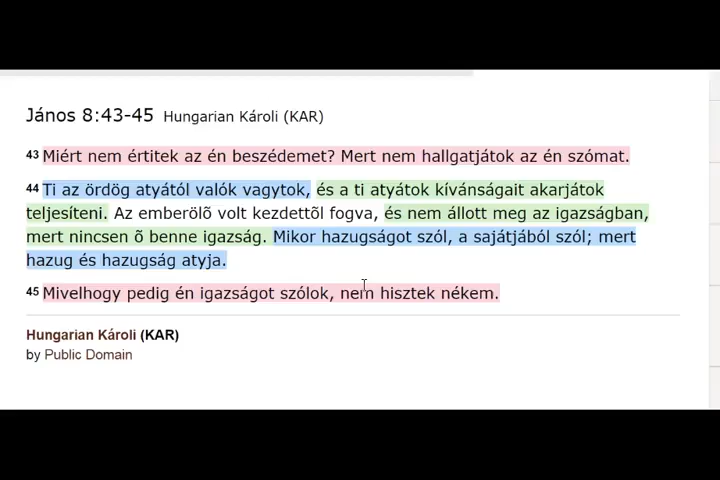 János 8:43-45 Hungarian Károli (KAR)
43 Miért nem értitek az én beszédemet? Mert nem hallgatjátok az én szómat.
44 Ti az ördög atyától valók vagytok, és a ti atyátok kívánságait akarjátok
teljesíteni. Az emberölõ volt kezdettõl fogva, és nem állott meg az igazságban,
mert nincsen õ benne igazság. Mikor hazugságot szól, a sajátjából szól; mert
hazug és hazugság atyja.
45 Mivelhogy pedig én igazságot szólok, nem hisztek nékem.
Hungarian Károli (KAR)
by Public Domain